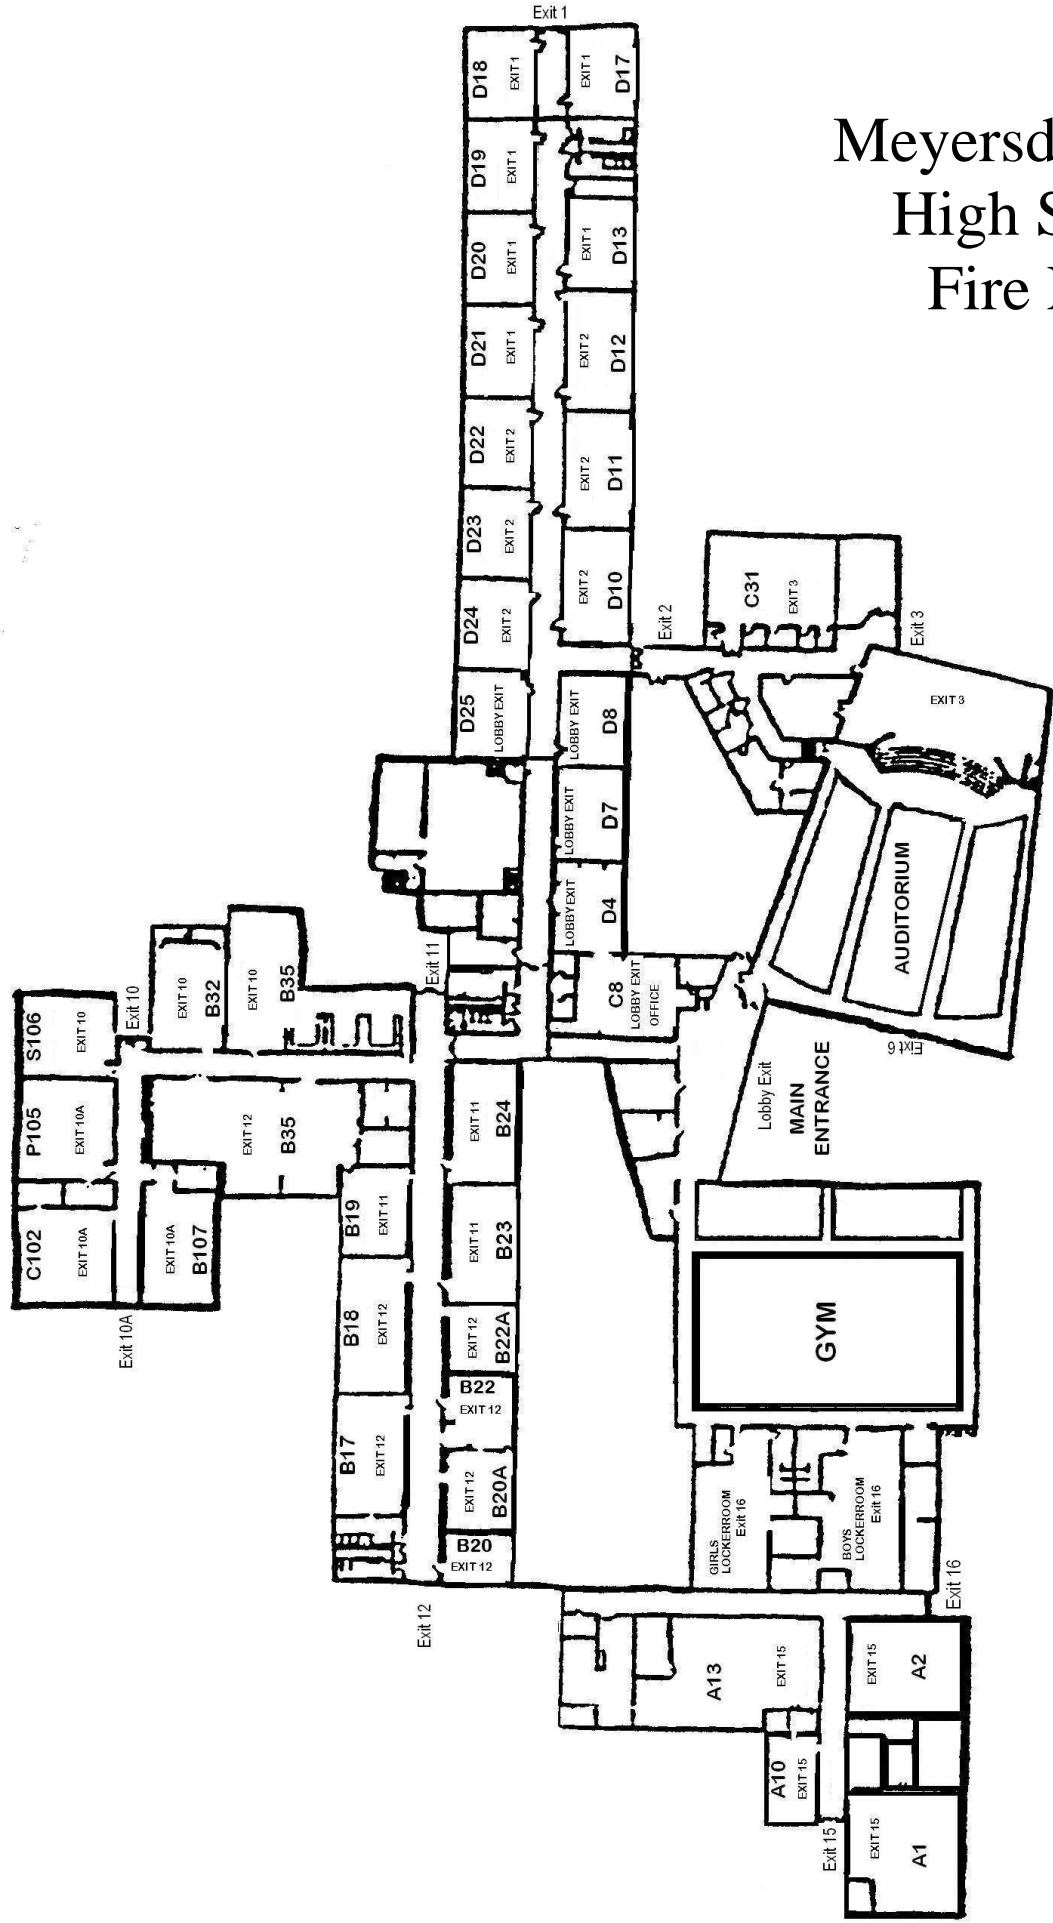 Exit 1
D18
EXIT 1
EXIT 1
D17
Meyersd
High S
Fire
D19
EXIT 1
D20
EXIT 1
EXIT 1
D13
D21
EXIT 1
EXIT 2
D12
D22
EXIT 2
EXIT 2
D11
D23
EXIT 2
EXIT 2
D10
D24
EXIT 2
Exit 2
C31
EXIT 3
Exit 3
D25
LOBBY EXIT
LOBBY EXIT
D8
EXIT 3
LOBBY EXIT
D7
LOBBY EXIT
D4
AUDITORIUM
Exit 11
C8
LOBBY EXIT
OFFICE
Exit 6
Exit 10
EXIT 10
B32
EXIT 10
B35
S106
EXIT 10
P105
EXIT 10A
EXIT 12
B35
EXIT 11
B24
Lobby Exit
MAIN
ENTRANCE
C102
EXIT 10A
EXIT 10A
B107
B19
EXIT 11
EXIT 11
B23
Exit 10A
B18
EXIT 12
EXIT 12
B22A
GYM
B22
EXIT 12
B17
EXIT 12
EXIT 12
B20A
B20
EXIT 12
GIRLS
LOCKERROOM
Exit 16
BOYS
LOCKERROOM
Exit 16
Exit 12
Exit 16
A13
EXIT 15
EXIT 15
A2
A10
EXIT 15
Exit 15
EXIT 15
A1